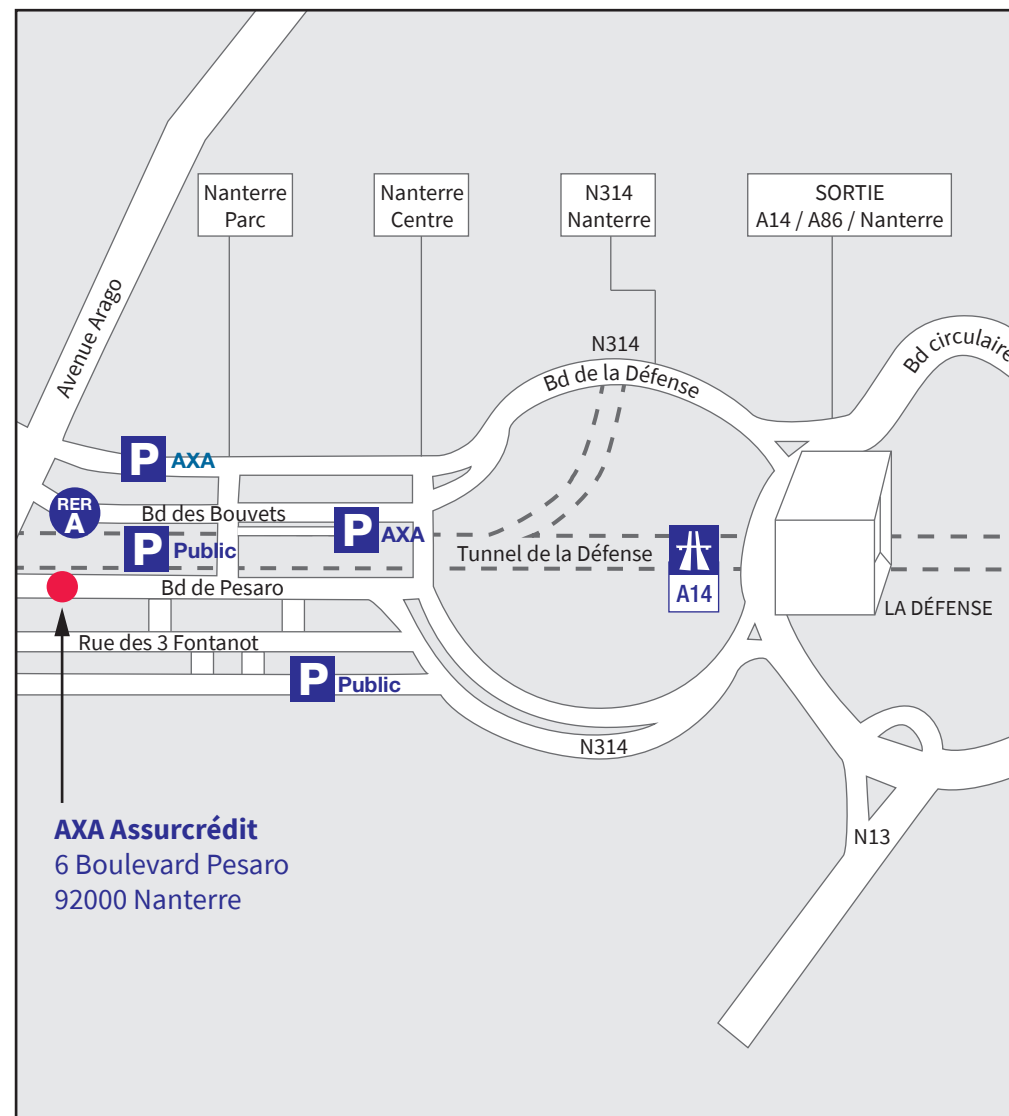 Nanterre
Parc
Nanterre
Centre
N314
Nanterre
SORTIE
A14 / A86 / Nanterre
Avenue Arago
N314
Bd de la Défense
Bd circulaire
P AXA
RER
A
Bd des Bouvets
P AXA
P Public
Tunnel de la Défense
A14
Bd de Pesaro
LA DÉFENSE
Rue des 3 Fontanot
P Public
N314
N13
AXA Assurcrédit
6 Boulevard Pesaro
92000 Nanterre